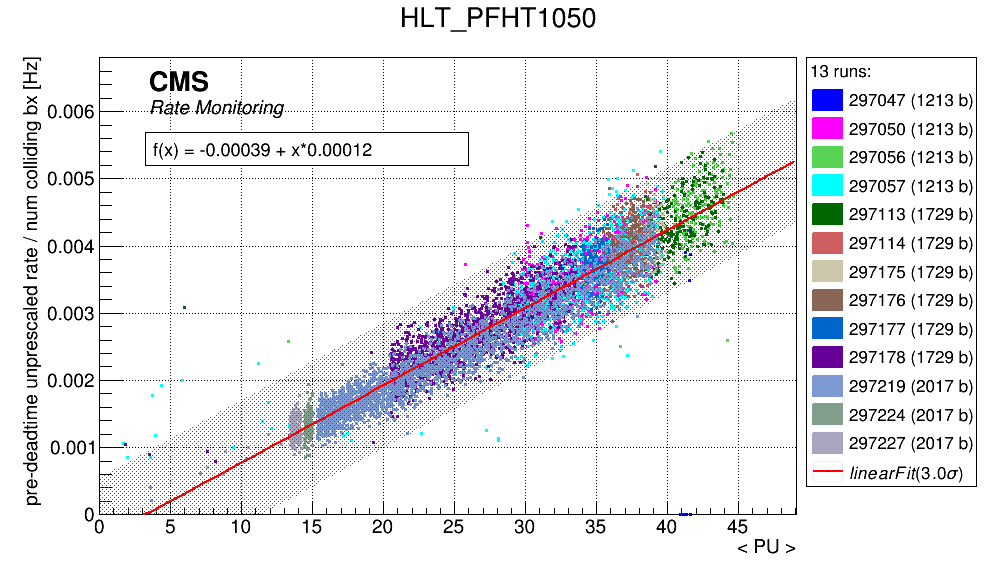 HLT_PFHT1050
pre-deadtime unprescaled rate / num colliding bx [Hz]
CMS
Rate Monitoring
f(x) = -0.00039 + x*0.00012
0.006
0.005
0.004
0.003
0.002
0.001
0
0 5 10 15 20 25 30 35 40 45
< PU >
13 runs:
297047 (1213 b)
297050 (1213 b)
297056 (1213 b)
297057 (1213 b)
297113 (1729 b)
297114 (1729 b)
297175 (1729 b)
297176 (1729 b)
297177 (1729 b)
297178 (1729 b)
297219 (2017 b)
297224 (2017 b)
297227 (2017 b)
linearFit(3.0σ)